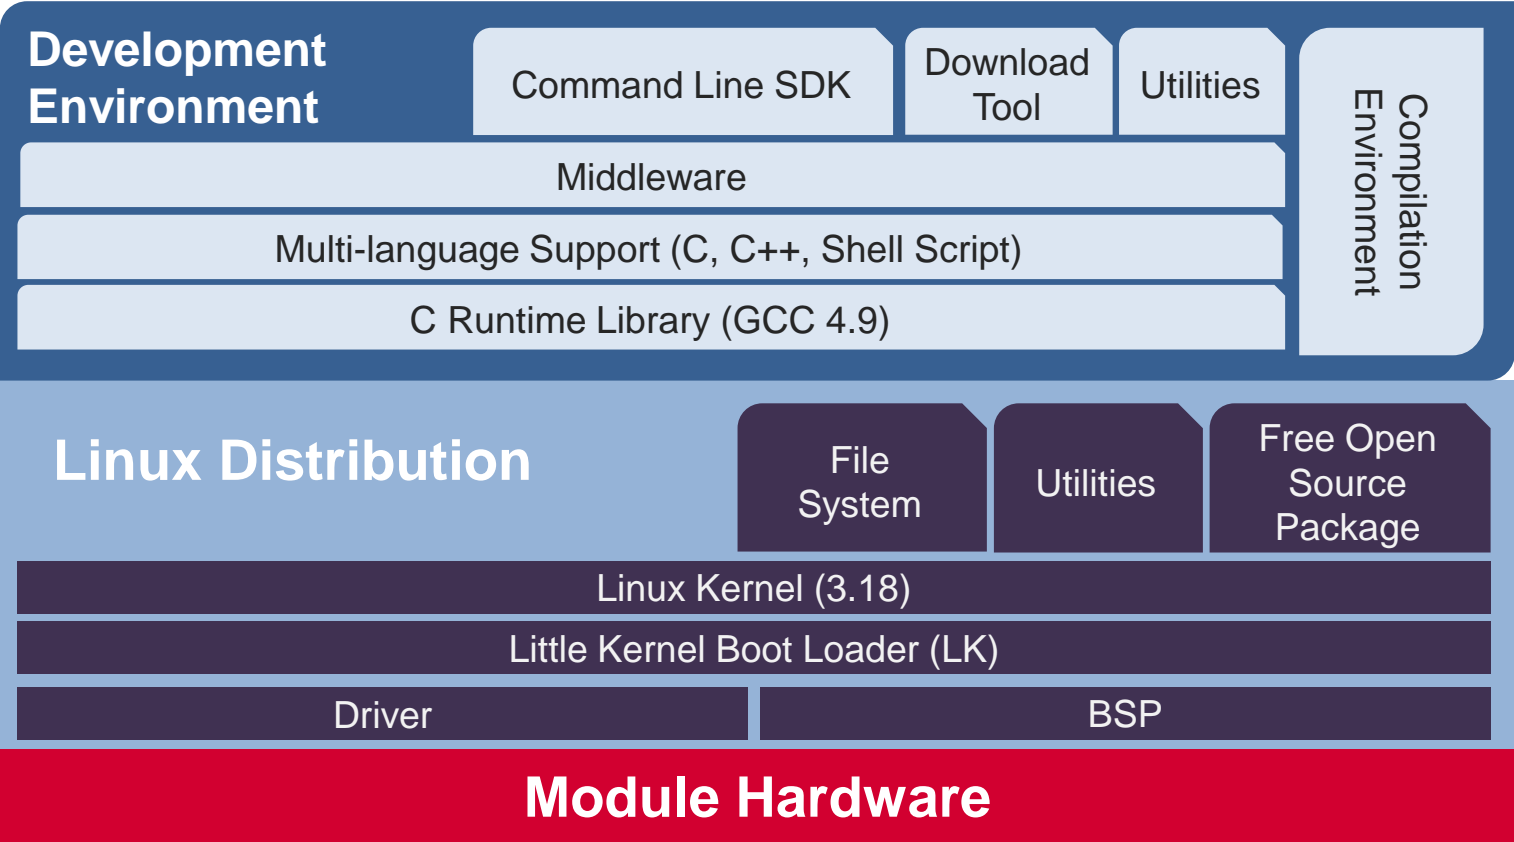 Development
Environment
Command Line SDK
Download
Tool
Utilities
Compilation
Environment
Middleware
Multi-language Support (C, C++, Shell Script)
C Runtime Library (GCC 4.9)
Linux Distribution
File
System
Utilities
Free Open
Source
Package
Linux Kernel (3.18)
Little Kernel Boot Loader (LK)
Driver
BSP
Module Hardware